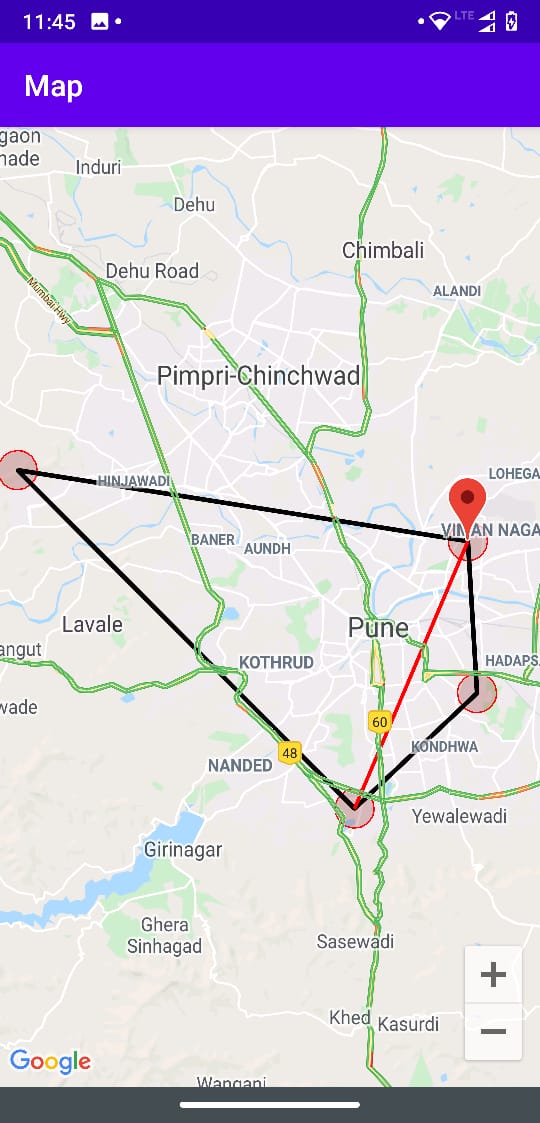 11:45
LTE
Map
gaon
nade
Induri
Dehu
Chimbali
Dehu Road
ALANDI
Mumbai Hwy
Pimpri-Chinchwad
LOHEGA
HINJAWADI
VIMAN NAGA
BANER
AUNDH
Lavale
Pune
angut
KOTHRUD
HADAPS
wade
60
KONDHWA
48
NANDED
Yewalewadi
Girinagar
Ghera
Sinhagad
Sasewadi
+
Khed
Kasurdi
−
Google
Wangani